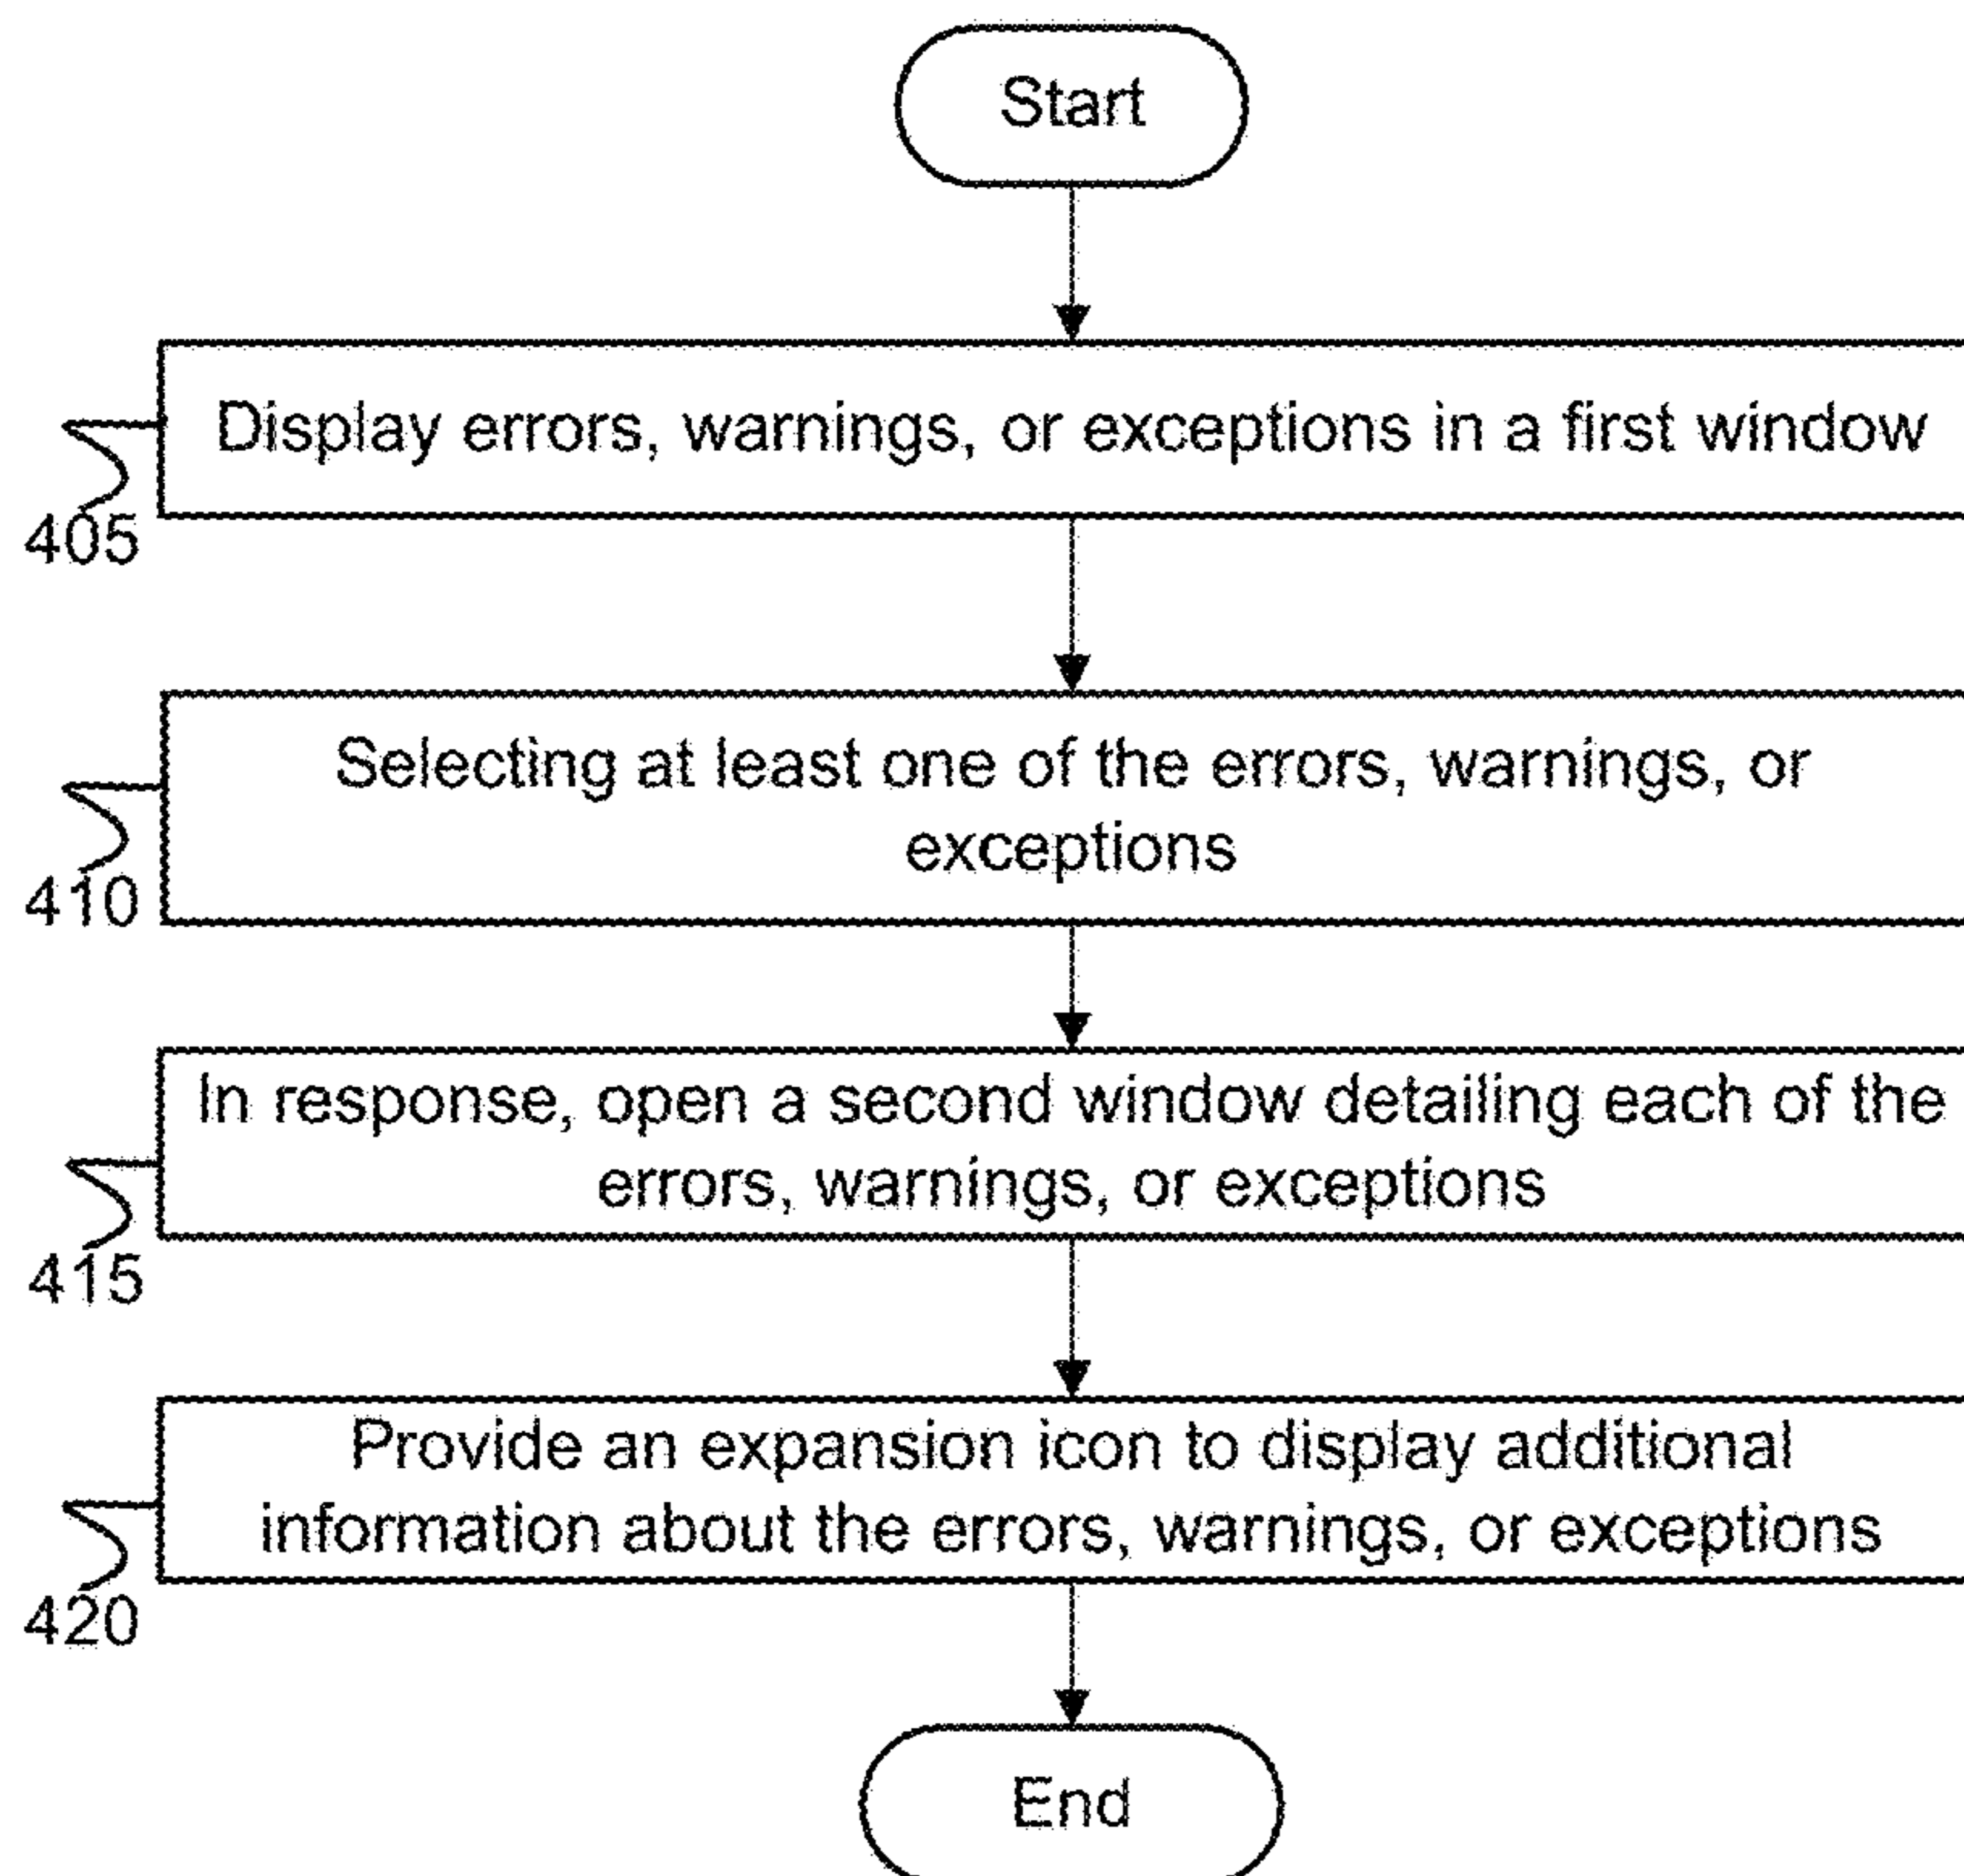 Start
Display errors, warnings, or exceptions in a first window
405
Selecting at least one of the errors, warnings, or
exceptions
410
In response, open a second window detailing each of the
errors, warnings, or exceptions
415
Provide an expansion icon to display additional
information about the errors, warnings, or exceptions
420
End